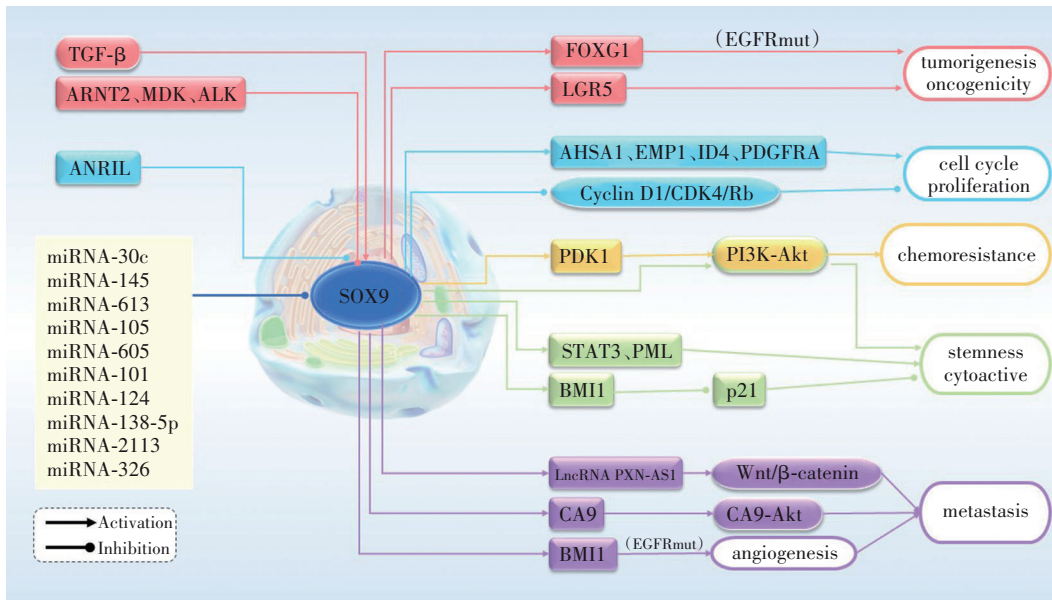 TGF-β
ARNT2、MDK、ALK
ANRIL
miRNA-30c
miRNA-145
miRNA-613
miRNA-105
miRNA-605
miRNA-101
miRNA-124
miRNA-138-5p
miRNA-2113
miRNA-326
Activation
Inhibition
SOX9
FOXG1
(EGFRmut)
LGR5
tumorigenesis
oncogenicity
AHSA1、EMP1、ID4、PDGFRA
Cyclin D1/CDK4/Rb
cell cycle
proliferation
PDK1
PI3K-Akt
chemoresistance
STAT3、PML
BMI1
p21
stemness
cytoactive
LncRNA PXN-AS1
Wnt/β-catenin
CA9
CA9-Akt
BMI1
(EGFRmut)
angiogenesis
metastasis